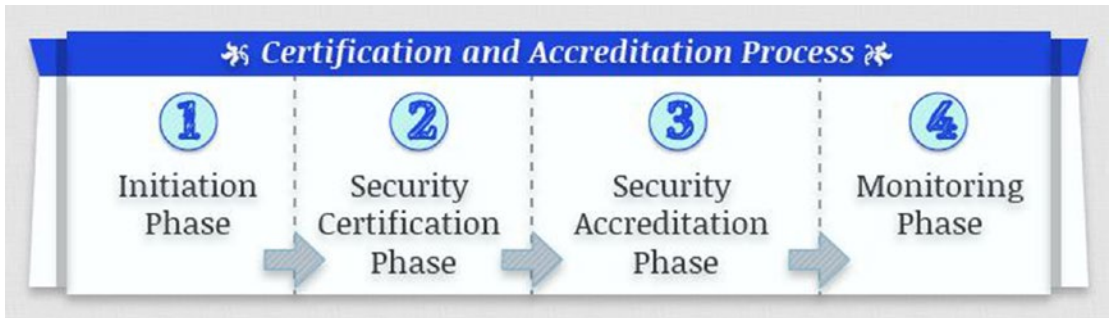 Certification and Accreditation Process
1
Initiation
Phase
2
Security
Certification
Phase
3
Security
Accreditation
Phase
4
Monitoring
Phase